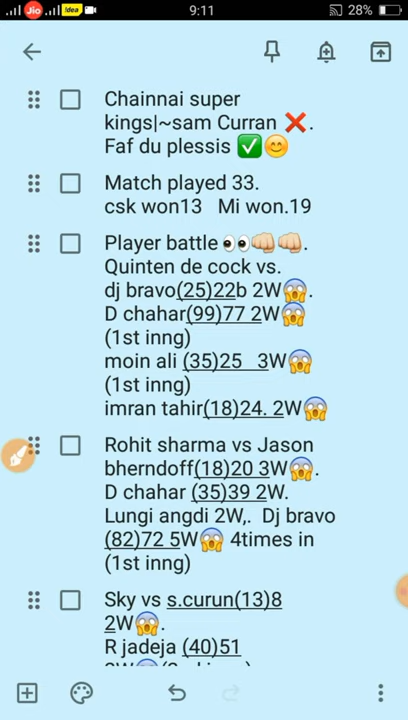 Jio
!dea
9:11
28%
Chainnai super
kings|~sam Curran ❌.
Faf du plessis ✅😊
Match played 33.
csk won13 Mi won.19
Player battle 👀👊🏼👊🏼.
Quinten de cock vs.
dj bravo(25)22b 2W😱.
D chahar(99)77 2W😱
(1st inng)
moin ali (35)25 3W😱
(1st inng)
imran tahir(18)24. 2W😱
Rohit sharma vs Jason
bherndoff(18)20 3W😱.
D chahar (35)39 2W.
Lungi angdi 2W,. Dj bravo
(82)72 5W😱 4times in
(1st inng)
Sky vs s.curun(13)8
2W😱.
R jadeja (40)51